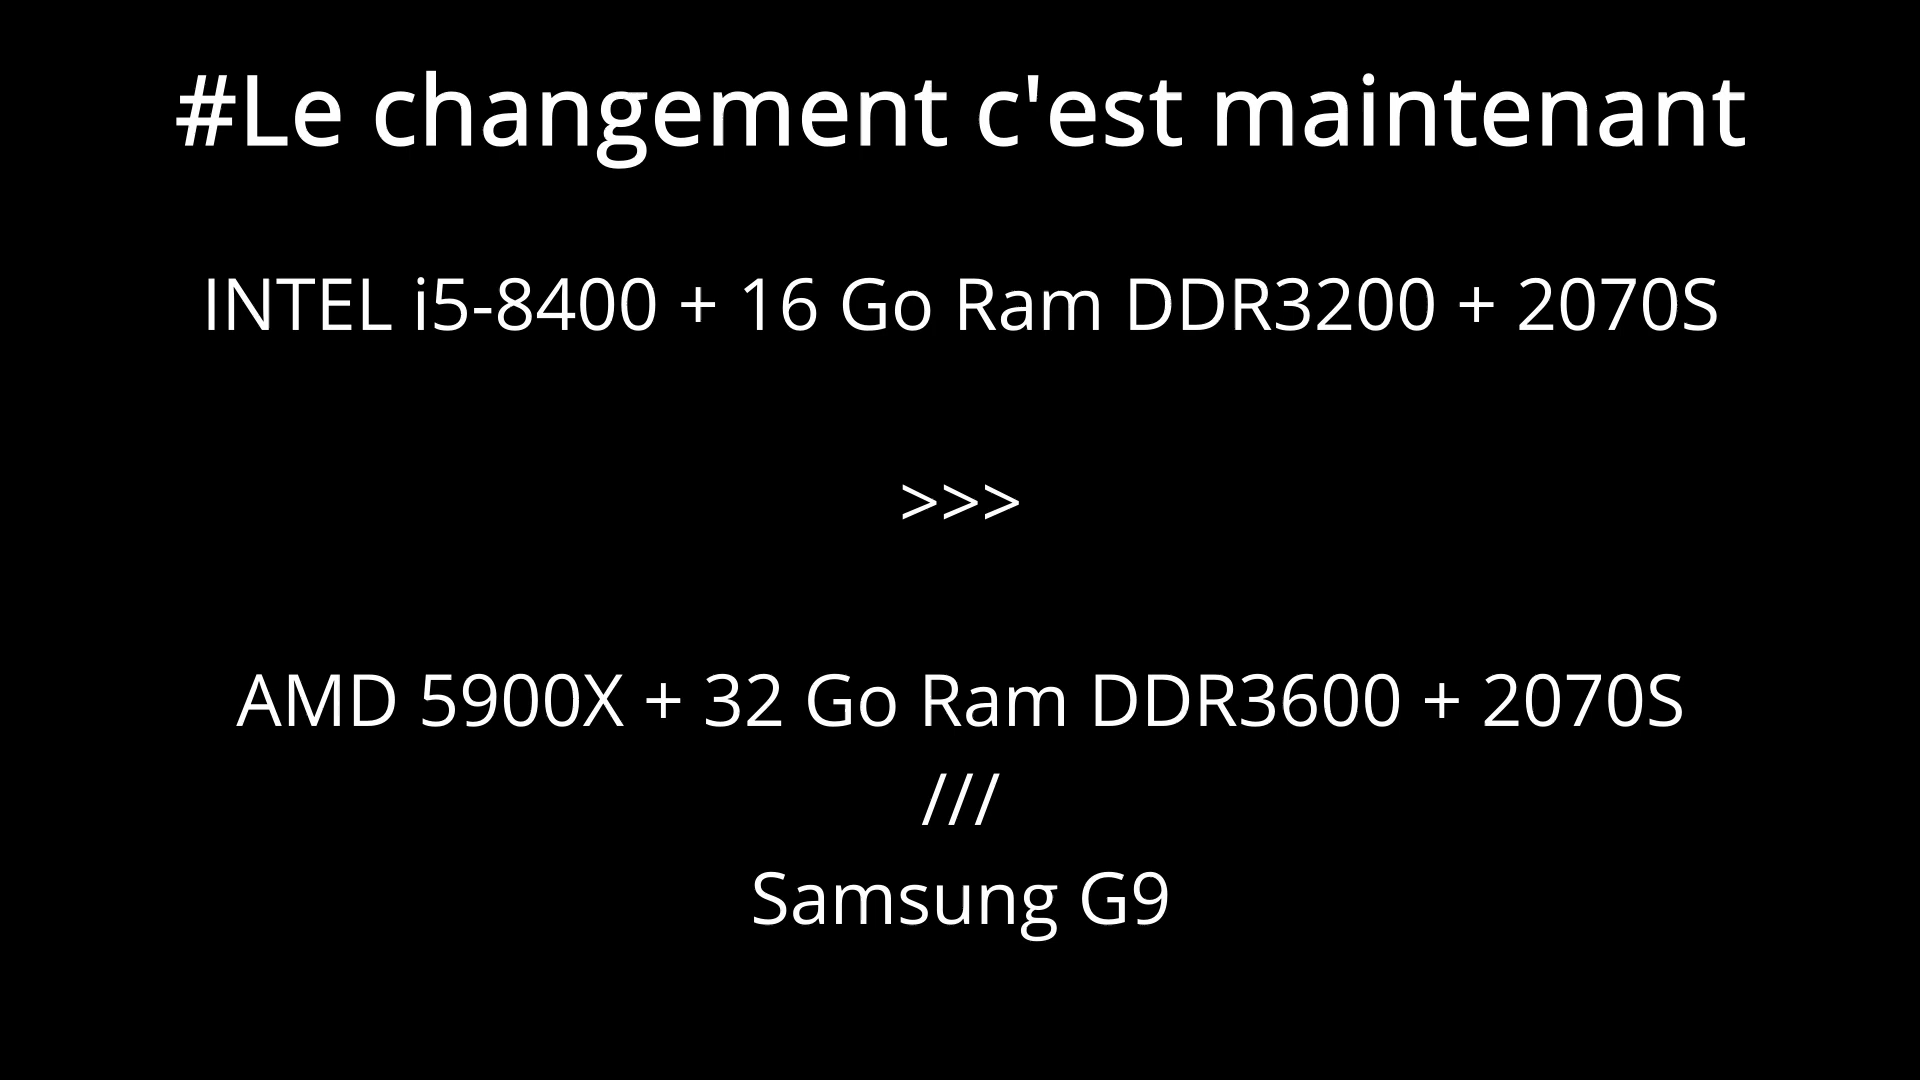 #Le changement c'est maintenant
INTEL i5-8400 + 16 Go Ram DDR3200 + 2070S
>>>
AMD 5900X + 32 Go Ram DDR3600 + 2070S
///
Samsung G9